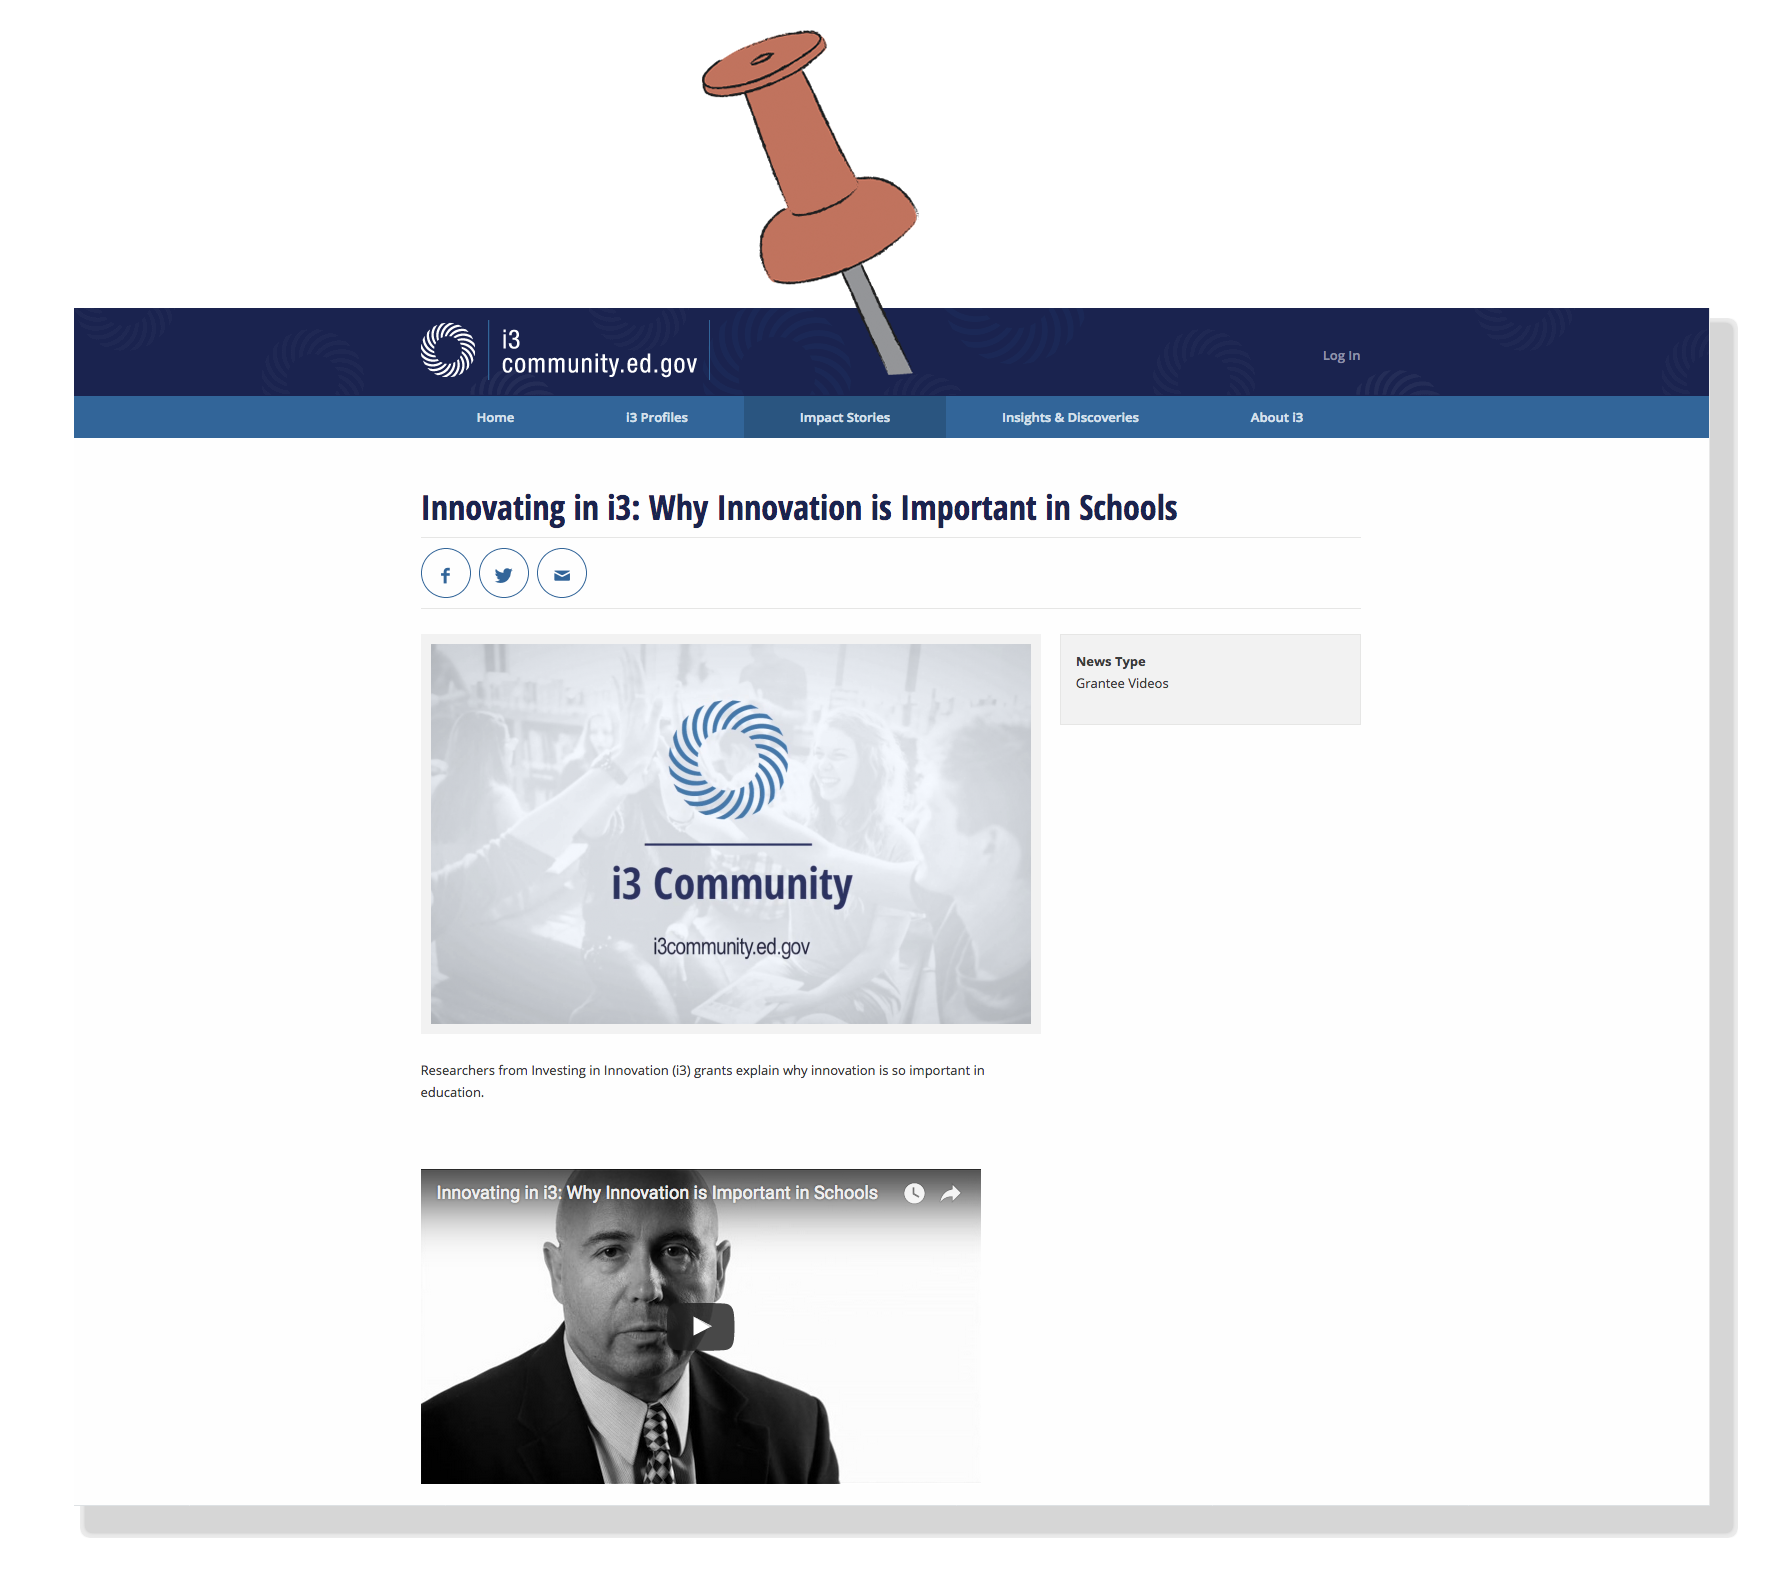 i3
community.ed.gov
Log In
Home
i3 Profiles
Impact Stories
Insights & Discoveries
About i3
Innovating in i3: Why Innovation is Important in Schools
News Type
Grantee Videos
i3 Community
i3community.ed.gov
Researchers from Investing in Innovation (i3) grants explain why innovation is so important in
education.
Innovating in i3: Why Innovation is Important in Schools